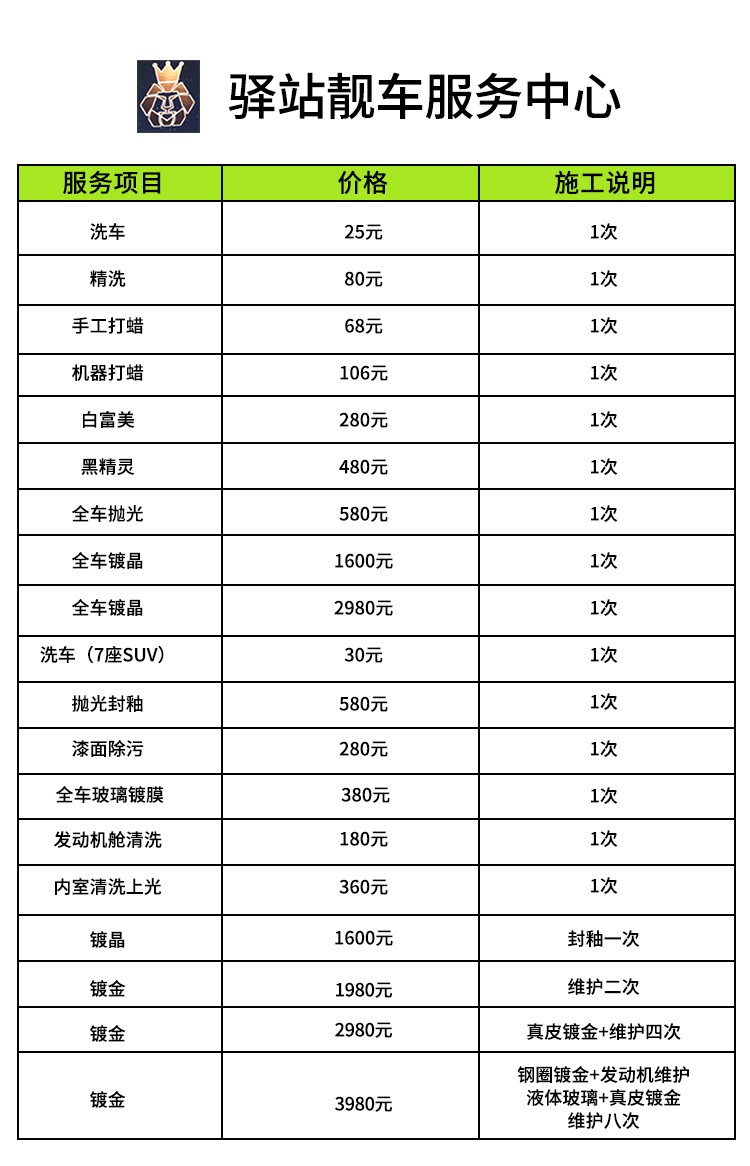 驿站靓车服务中心
服务项目 价格 施工说明
洗车 25元 1次
精洗 80元 1次
手工打蜡 68元 1次
机器打蜡 106元 1次
白富美 280元 1次
黑精灵 480元 1次
全车抛光 580元 1次
全车镀晶 1600元 1次
全车镀晶 2980元 1次
洗车（7座SUV） 30元 1次
抛光封釉 580元 1次
漆面除污 280元 1次
全车玻璃镀膜 380元 1次
发动机舱清洗 180元 1次
内室清洗上光 360元 1次
镀晶 1600元 封釉一次
镀金 1980元 维护二次
镀金 2980元 真皮镀金+维护四次
镀金 3980元 钢圈镀金+发动机维护
液体玻璃+真皮镀金
维护八次